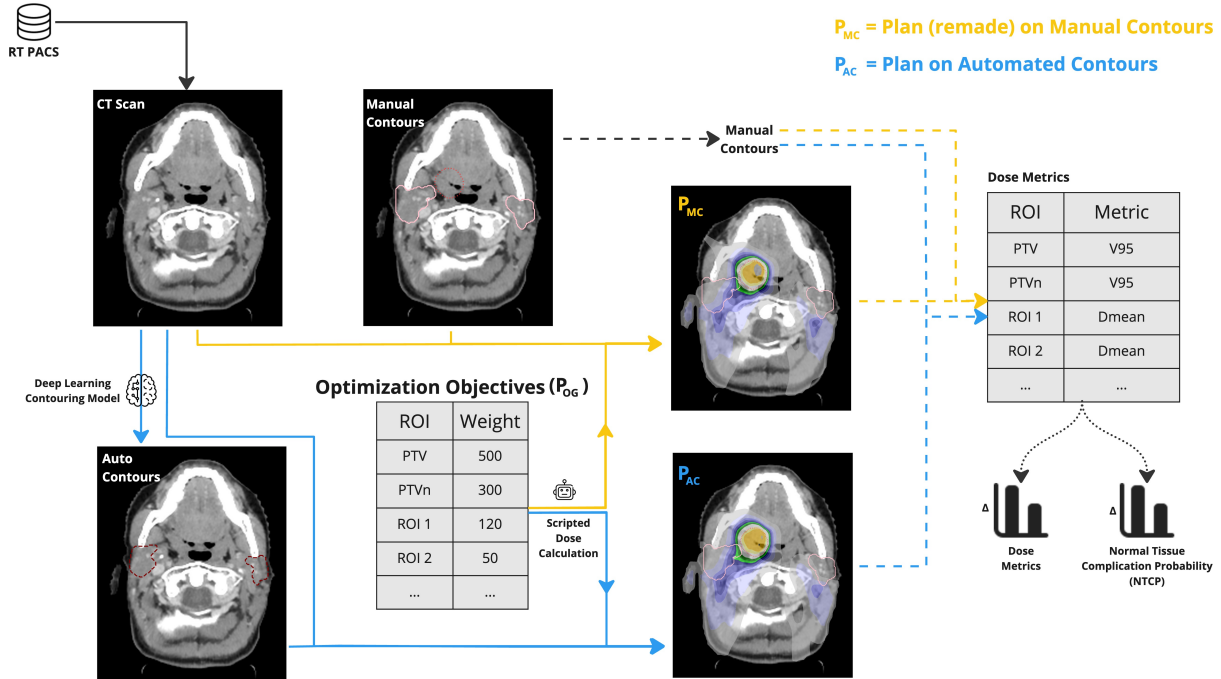 P_MC = Plan (remade) on Manual Contours
P_AC = Plan on Automated Contours
RT PACS
CT Scan
Manual
Contours
Manual
Contours
Dose Metrics
ROI Metric
PTV V95
PTVn V95
ROI 1 Dmean
ROI 2 Dmean
... ...
P_MC
Deep Learning
Contouring Model
Optimization Objectives (P_OG)
ROI Weight
PTV 500
PTVn 300
ROI 1 120
ROI 2 50
... ...
Scripted
Dose
Calculation
Auto
Contours
P_AC
Δ
Dose
Metrics
Δ
Normal Tissue
Complication Probability
(NTCP)